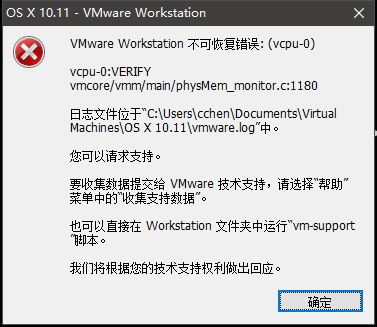 OS X 10.11 - VMware Workstation
VMware Workstation 不可恢复错误: (vcpu-0)
vcpu-0:VERIFY
vmcore/vmm/main/physMem_monitor.c:1180
日志文件位于“C:\Users\cchen\Documents\Virtual
Machines\OS X 10.11\vmware.log”中。
您可以请求支持。
要收集数据提交给 VMware 技术支持，请选择“帮助”
菜单中的“收集支持数据”。
也可以直接在 Workstation 文件夹中运行“vm-support
”脚本。
我们将根据您的技术支持权利做出回应。
确定